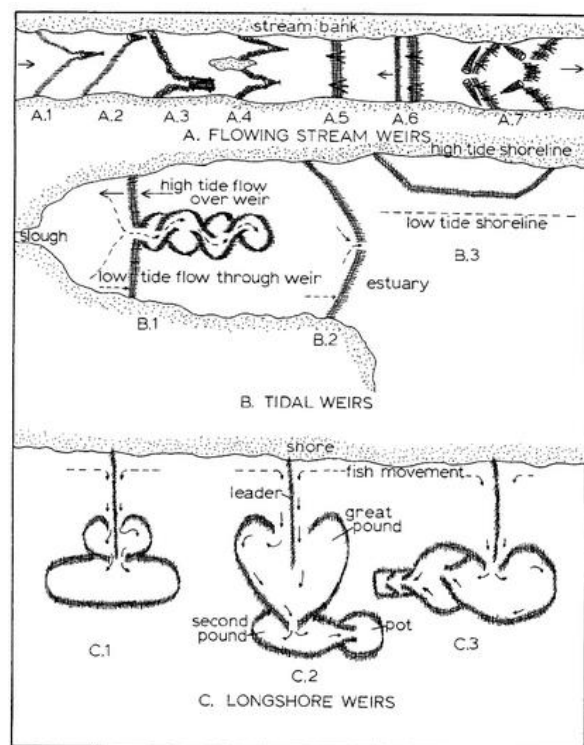 stream bank
A.1 A.2 A.3 A.4 A.5 A.6 A.7
A. FLOWING STREAM WEIRS
high tide shoreline
high tide flow
over weir
slough
low tide shoreline
B.3
low tide flow through weir
estuary
B.1
B.2
B. TIDAL WEIRS
shore
fish movement
leader
great
pound
second
pound
pot
C.1
C.2
C.3
C. LONGSHORE WEIRS